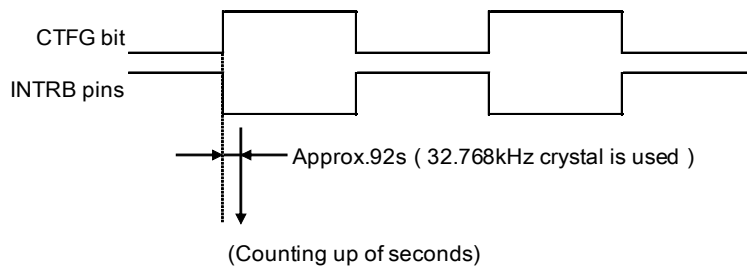 CTFG bit
INTRB pins
Approx.92s ( 32.768kHz crystal is used )
(Counting up of seconds)